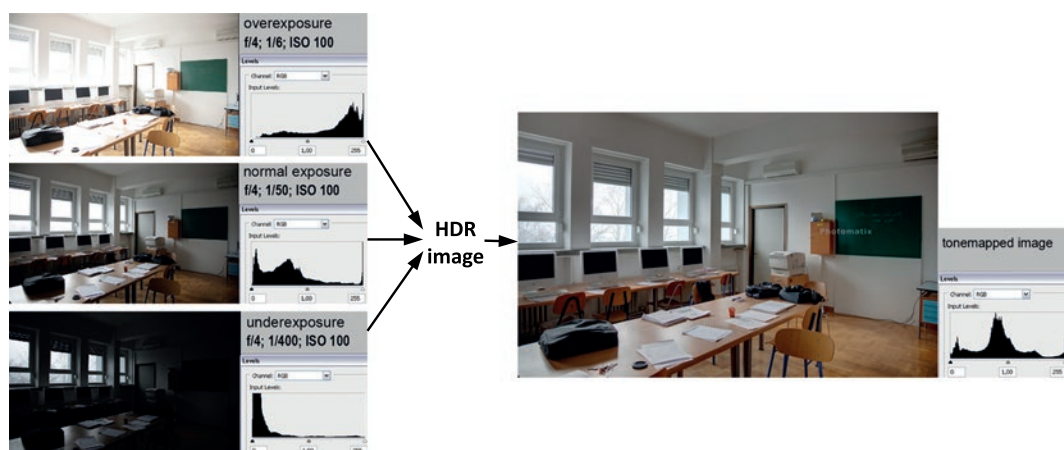 overexposure
f/4; 1/6; ISO 100
Levels
Channel: RGB
Input Levels:
0 1,00 255
normal exposure
f/4; 1/50; ISO 100
Levels
Channel: RGB
Input Levels:
0 1,00 255
underexposure
f/4; 1/400; ISO 100
Levels
Channel: RGB
Input Levels:
0 1,00 255
HDR
image
Photomatix
tonemapped image
Levels
Channel: RGB
Input Levels:
0 1,00 255